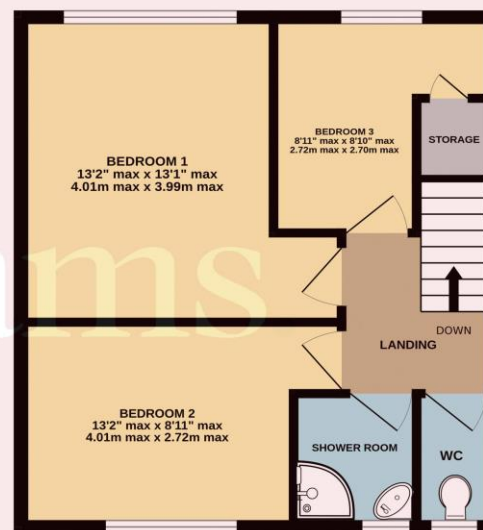 BEDROOM 1
13'2" max x 13'1" max
4.01m max x 3.99m max
BEDROOM 3
8'11" max x 8'10" max
2.72m max x 2.70m max
STORAGE
DOWN
LANDING
BEDROOM 2
13'2" max x 8'11" max
4.01m max x 2.72m max
SHOWER ROOM
WC